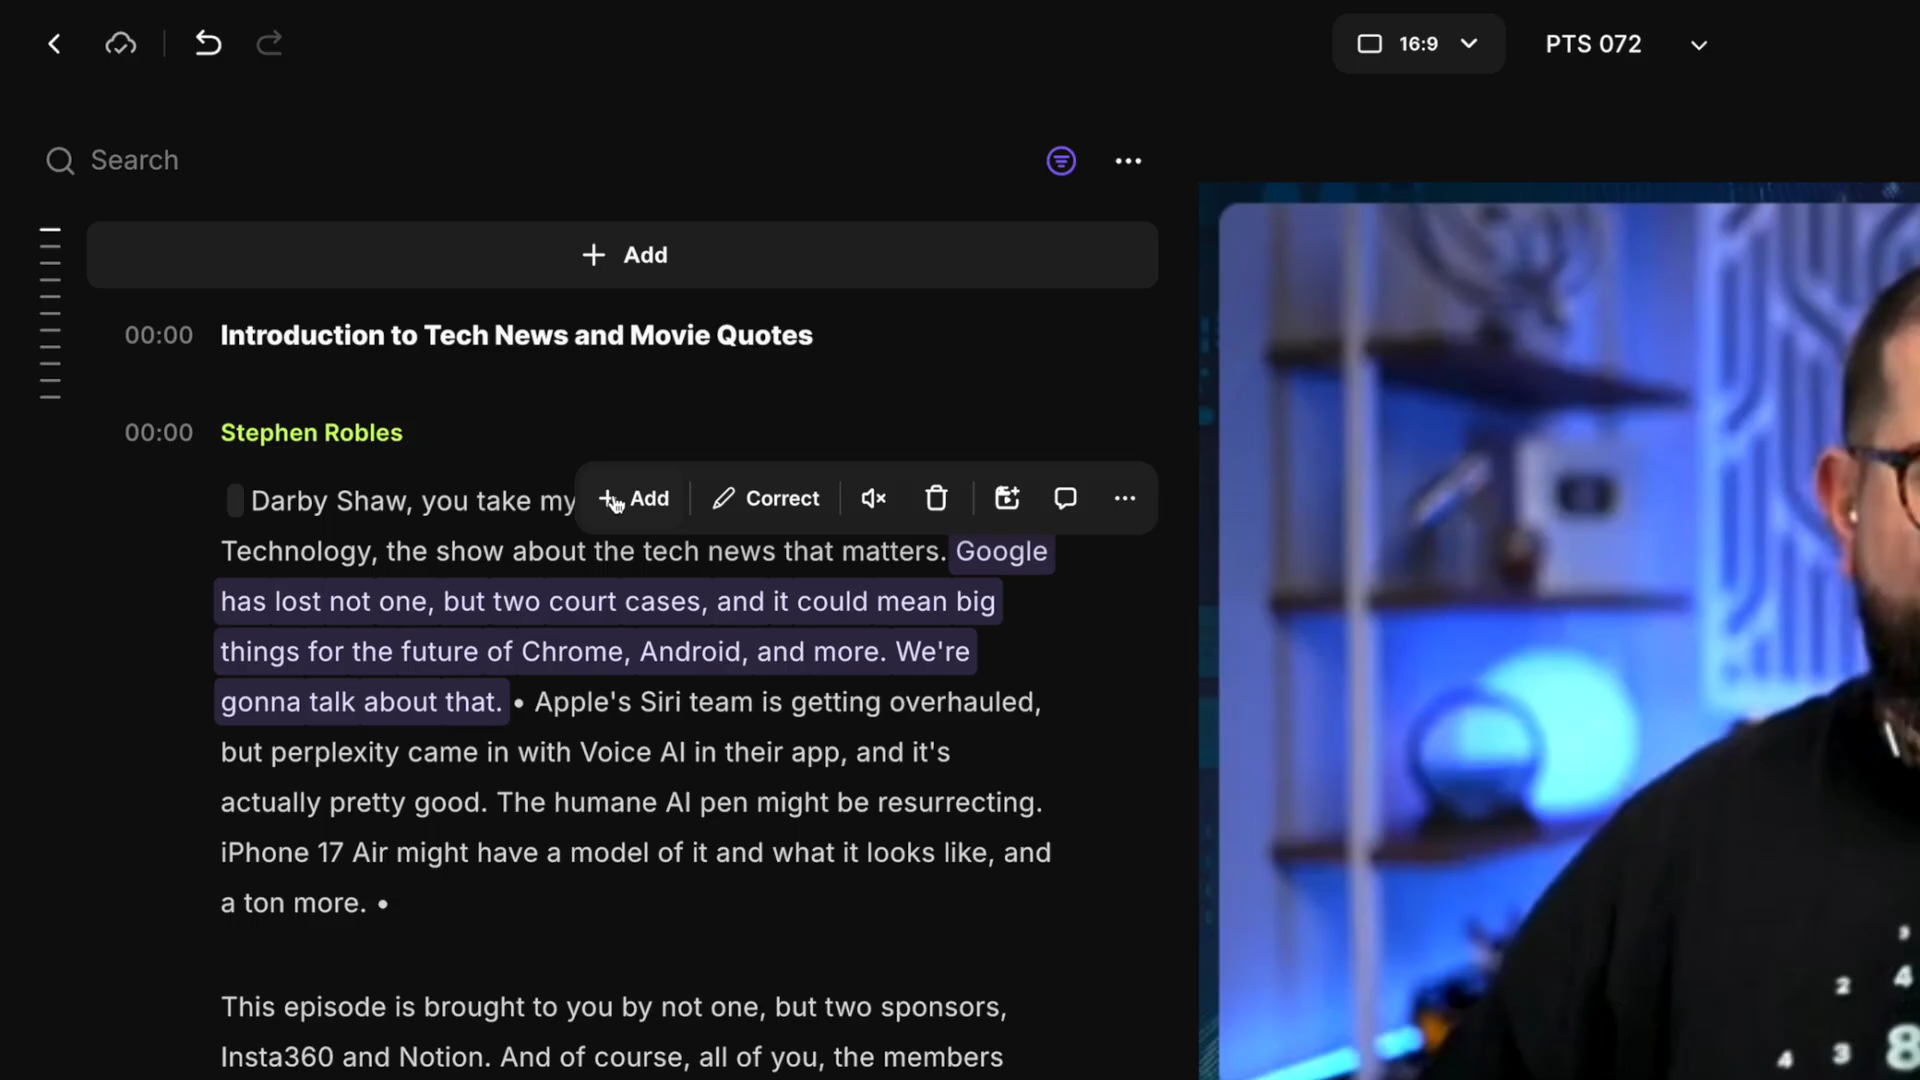 16:9
PTS 072
Search
Add
00:00 Introduction to Tech News and Movie Quotes
00:00 Stephen Robles
Darby Shaw, you take my
Add Correct
Technology, the show about the tech news that matters. Google
has lost not one, but two court cases, and it could mean big
things for the future of Chrome, Android, and more. We're
gonna talk about that. • Apple's Siri team is getting overhauled,
but perplexity came in with Voice AI in their app, and it's
actually pretty good. The humane AI pen might be resurrecting.
iPhone 17 Air might have a model of it and what it looks like, and
a ton more. •
This episode is brought to you by not one, but two sponsors,
Insta360 and Notion. And of course, all of you, the members
2 4
4 3 8